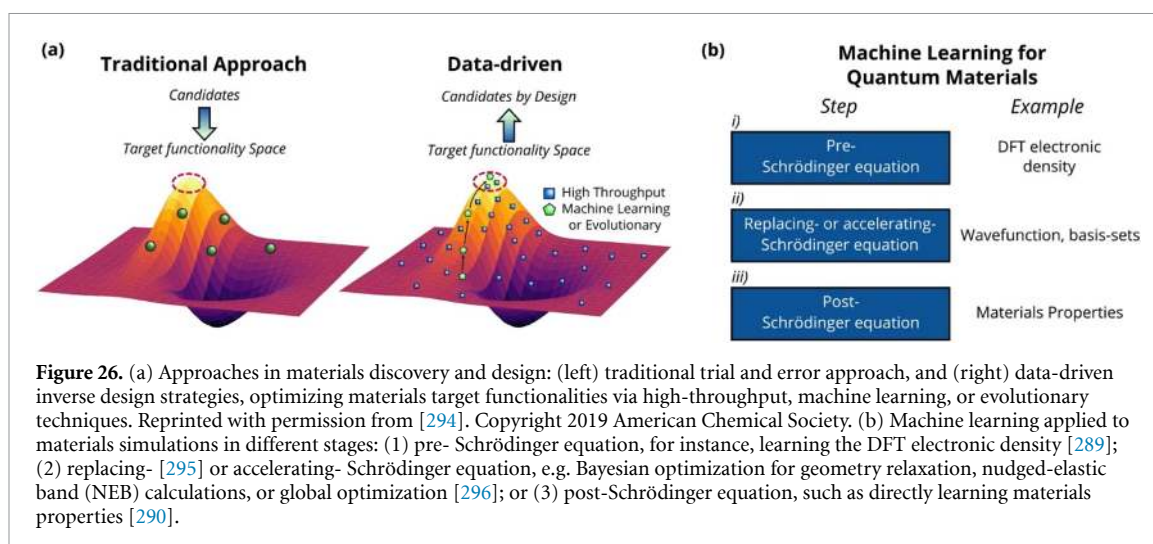 (a)
Traditional Approach
Candidates
Target functionality Space
Data-driven
Candidates by Design
Target functionality Space
High Throughput
Machine Learning
or Evolutionary
(b)
Machine Learning for
Quantum Materials
Step
Example
i)
Pre-
Schrödinger equation
DFT electronic
density
ii)
Replacing- or accelerating-
Schrödinger equation
Wavefunction, basis-sets
iii)
Post-
Schrödinger equation
Materials Properties
Figure 26. (a) Approaches in materials discovery and design: (left) traditional trial and error approach, and (right) data-driven
inverse design strategies, optimizing materials target functionalities via high-throughput, machine learning, or evolutionary
techniques. Reprinted with permission from [294]. Copyright 2019 American Chemical Society. (b) Machine learning applied to
materials simulations in different stages: (1) pre- Schrödinger equation, for instance, learning the DFT electronic density [289];
(2) replacing- [295] or accelerating- Schrödinger equation, e.g. Bayesian optimization for geometry relaxation, nudged-elastic
band (NEB) calculations, or global optimization [296]; or (3) post-Schrödinger equation, such as directly learning materials
properties [290].